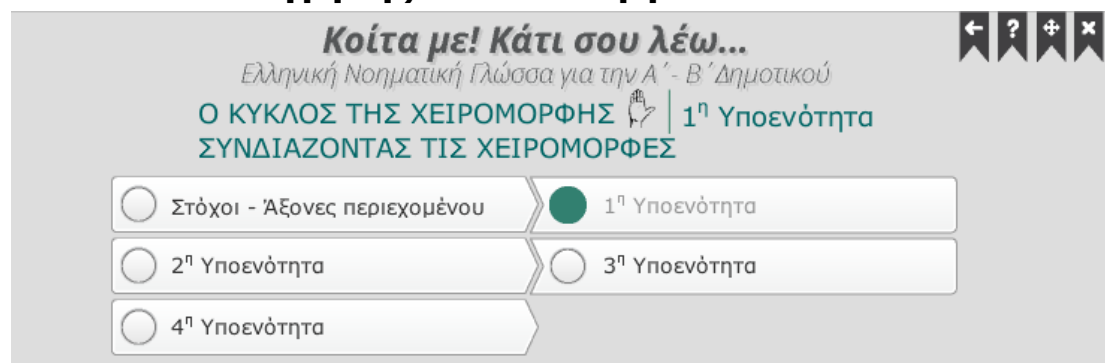 Κοίτα με! Κάτι σου λέω...
Ελληνική Νοηματική Γλώσσα για την Α΄- Β΄Δημοτικού
Ο ΚΥΚΛΟΣ ΤΗΣ ΧΕΙΡΟΜΟΡΦΗΣ | 1η Υποενότητα
ΣΥΝΔΙΑΖΟΝΤΑΣ ΤΙΣ ΧΕΙΡΟΜΟΡΦΕΣ
Στόχοι - Άξονες περιεχομένου
1η Υποενότητα
2η Υποενότητα
3η Υποενότητα
4η Υποενότητα